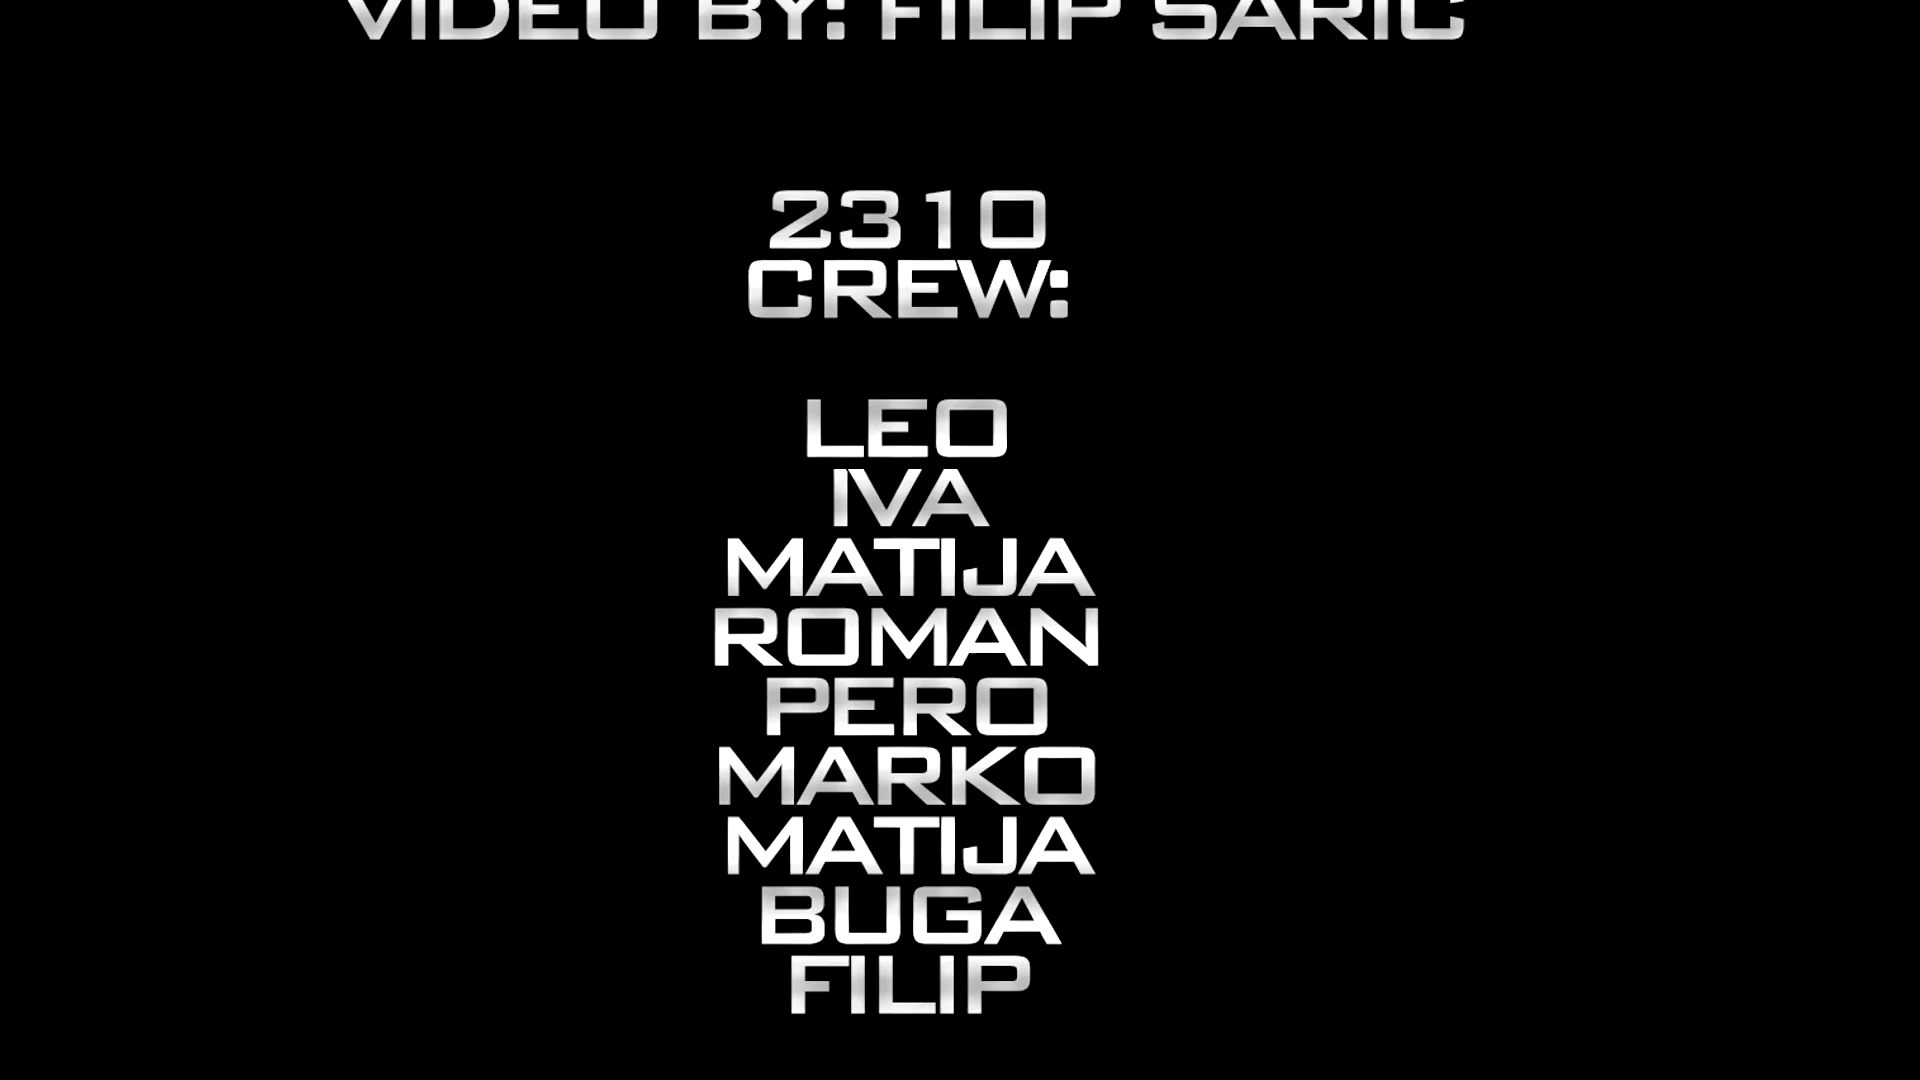 VIDEO BY: FILIP SARIC
2310
CREW:
LEO
IVA
MATIJA
ROMAN
PERO
MARKO
MATIJA
BUGA
FILIP